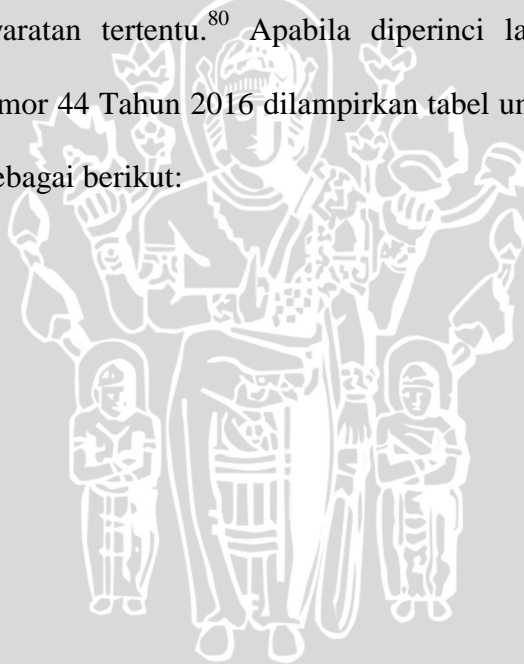 yaratan tertentu.80 Apabila diperinci la
mor 44 Tahun 2016 dilampirkan tabel un
ebagai berikut: